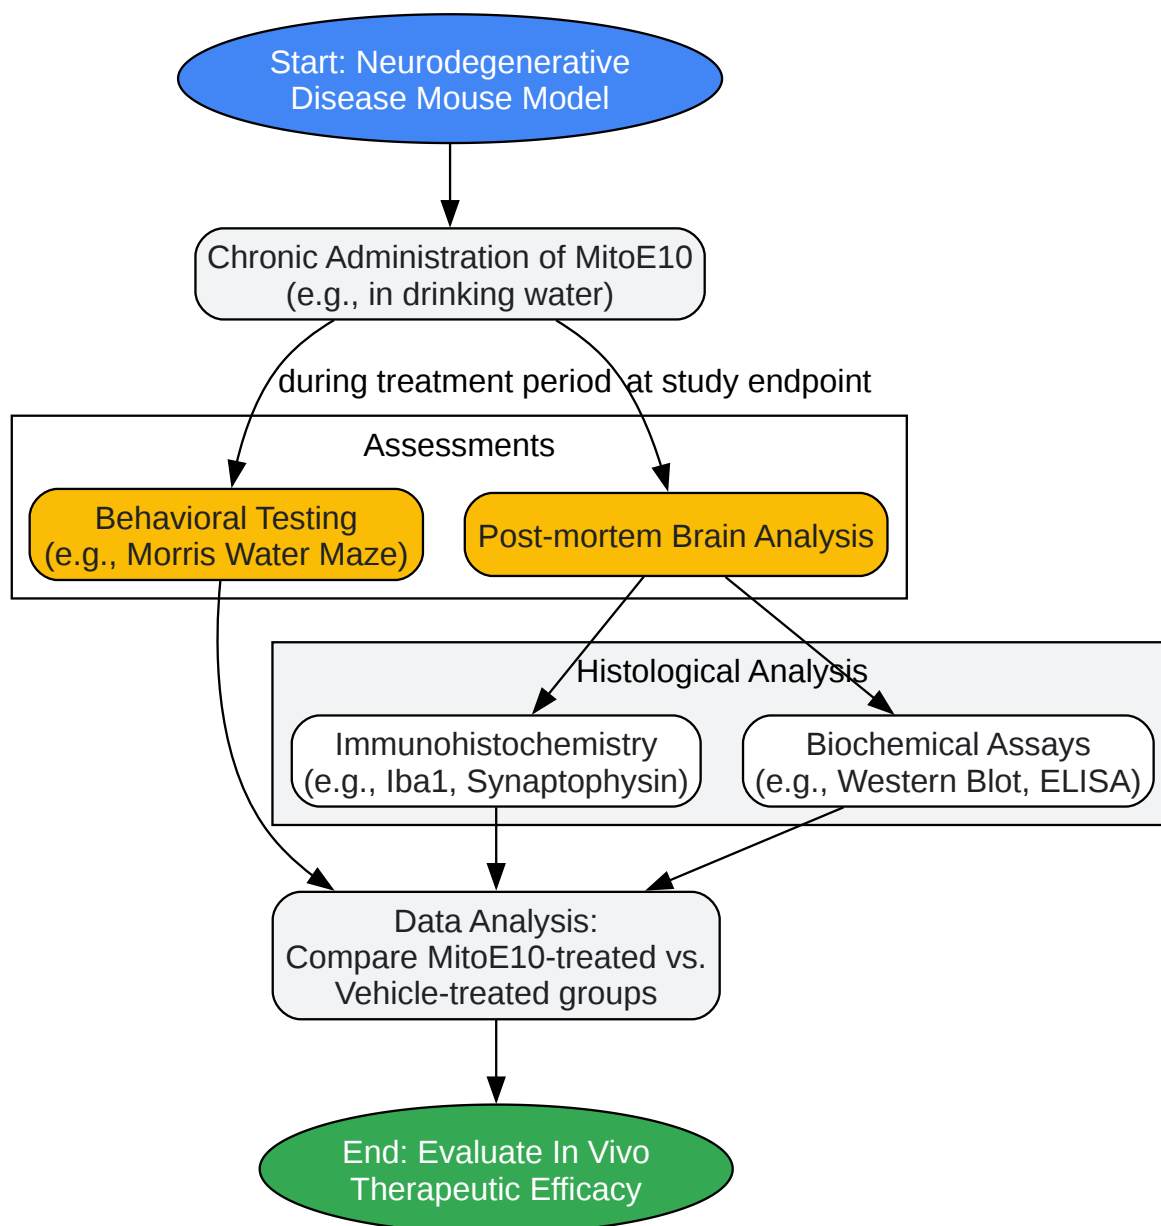 Start: Neurodegenerative
Disease Mouse Model
Chronic Administration of MitoE10
(e.g., in drinking water)
during treatment period
at study endpoint
Assessments
Behavioral Testing
(e.g., Morris Water Maze)
Post-mortem Brain Analysis
Histological Analysis
Immunohistochemistry
(e.g., Iba1, Synaptophysin)
Biochemical Assays
(e.g., Western Blot, ELISA)
Data Analysis:
Compare MitoE10-treated vs.
Vehicle-treated groups
End: Evaluate In Vivo
Therapeutic Efficacy